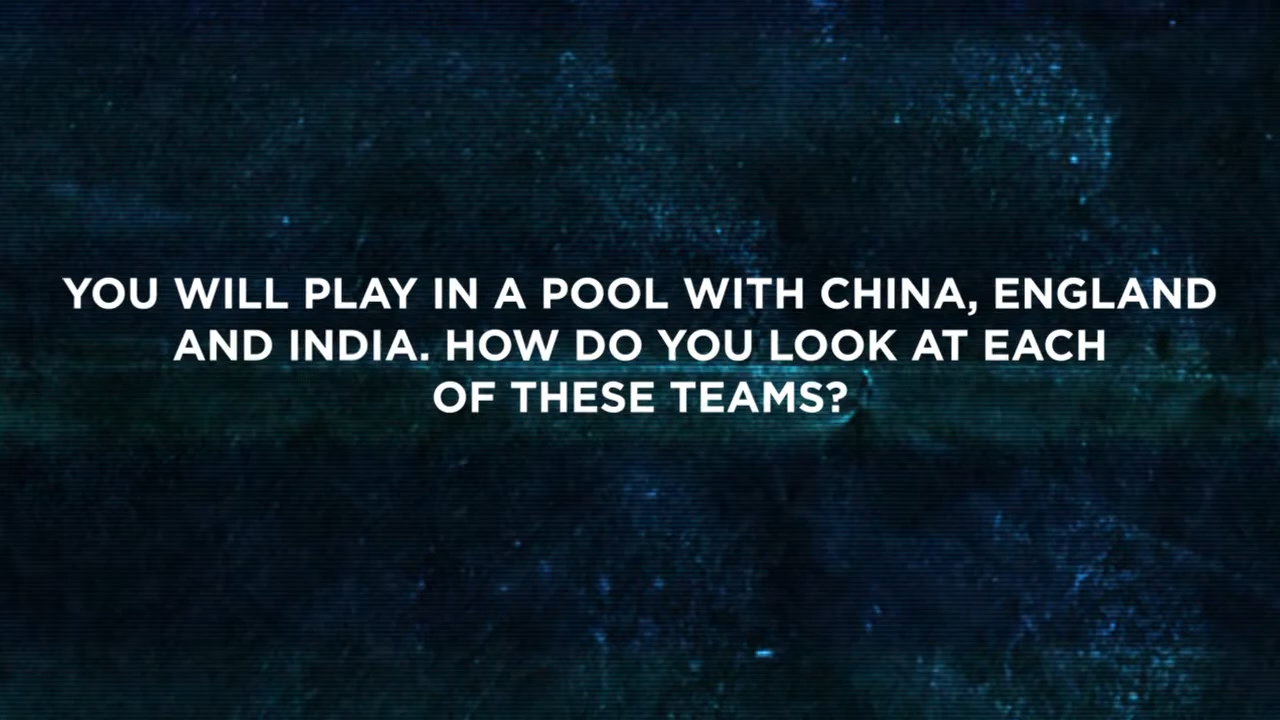 YOU WILL PLAY IN A POOL WITH CHINA, ENGLAND
AND INDIA. HOW DO YOU LOOK AT EACH
OF THESE TEAMS?